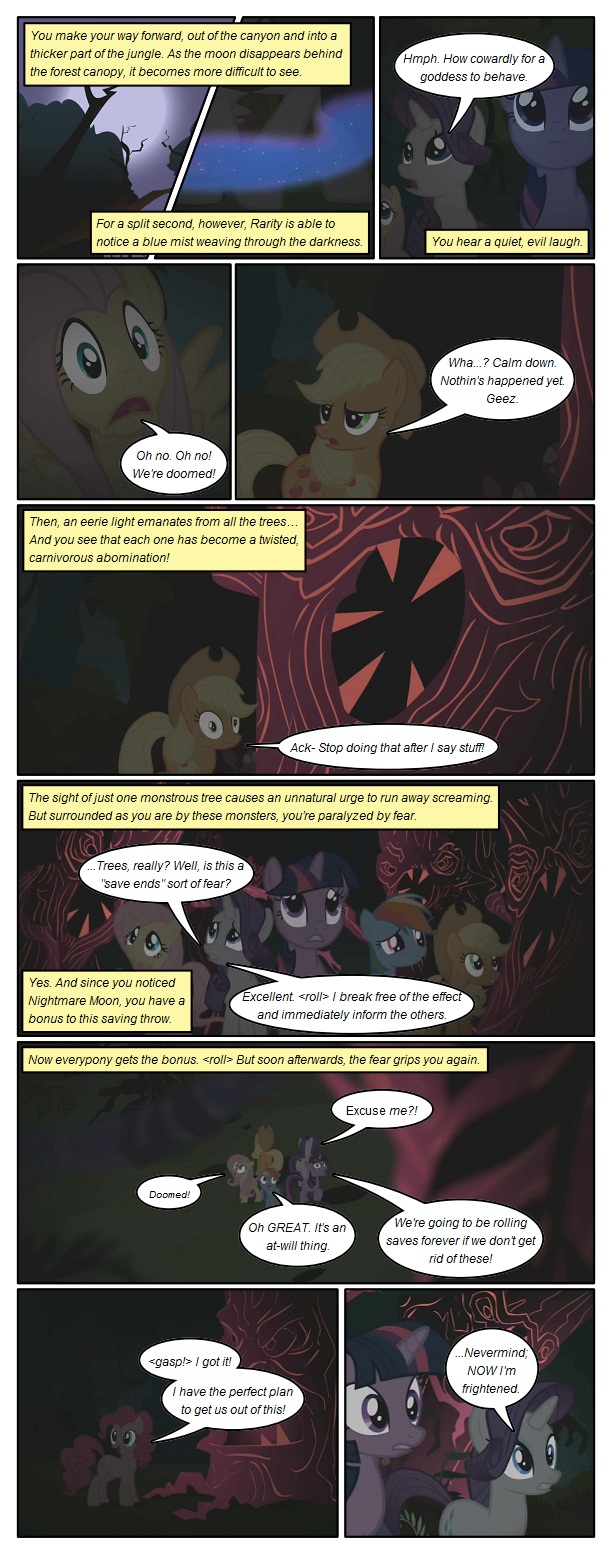 You make your way forward, out of the canyon and into a
thicker part of the jungle. As the moon disappears behind
the forest canopy, it becomes more difficult to see.
For a split second, however, Rarity is able to
notice a blue mist weaving through the darkness.
Hmph. How cowardly for a
goddess to behave.
You hear a quiet, evil laugh.
Oh no. Oh no!
We're doomed!
Wha...? Calm down.
Nothin's happened yet.
Geez.
Then, an eerie light emanates from all the trees...
And you see that each one has become a twisted,
carnivorous abomination!
Ack- Stop doing that after I say stuff!
The sight of just one monstrous tree causes an unnatural urge to run away screaming.
But surrounded as you are by these monsters, you're paralyzed by fear.
...Trees, really? Well, is this a
"save ends" sort of fear?
Yes. And since you noticed
Nightmare Moon, you have a
bonus to this saving throw.
Excellent. <roll> I break free of the effect
and immediately inform the others.
Now everypony gets the bonus. <roll> But soon afterwards, the fear grips you again.
Excuse me?!
Doomed!
Oh GREAT. It's an
at-will thing.
We're going to be rolling
saves forever if we don't get
rid of these!
<gasp!> I got it!
I have the perfect plan
to get us out of this!
...Nevermind;
NOW I'm
frightened.